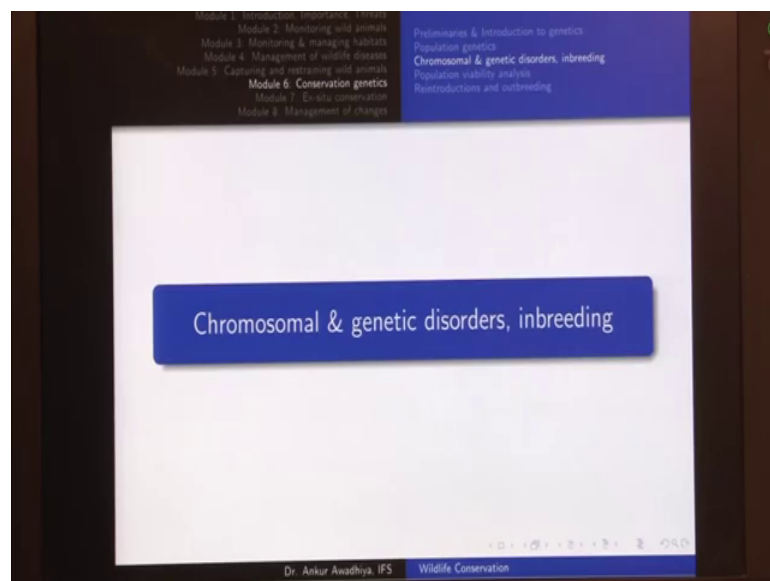 Module 1: Introduction, Importance, Threats
Module 2: Monitoring wild animals
Module 3: Monitoring & managing habitats
Module 4: Management of wildlife diseases
Module 5: Capturing and restraining wild animals
Module 6: Conservation genetics
Module 7: Ex-situ conservation
Module 8: Management of changes
Preliminaries & Introduction to genetics
Population genetics
Chromosomal & genetic disorders, inbreeding
Population viability analysis
Reintroductions and outbreeding
Chromosomal & genetic disorders, inbreeding
Dr. Ankur Awadhiya, IFS
Wildlife Conservation